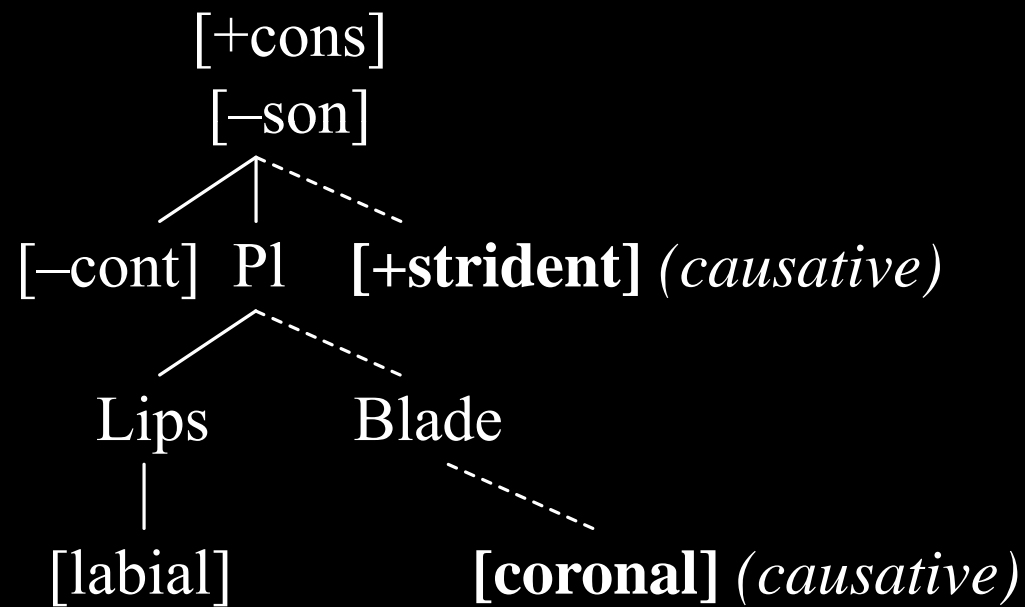 [+cons]
[–son]
[–cont] Pl [+strident] (causative)
Lips Blade
[labial] [coronal] (causative)